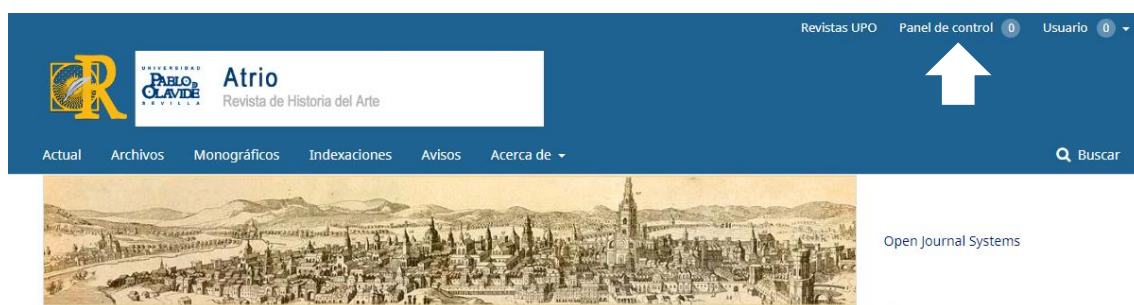 Revistas UPO Panel de control 0 Usuario 0
R
UNIVERSIDAD
PABLO DE
OLAVIDE
SEVILLA
Atrio
Revista de Historia del Arte
Actual Archivos Monográficos Indexaciones Avisos Acerca de Buscar
Open Journal Systems